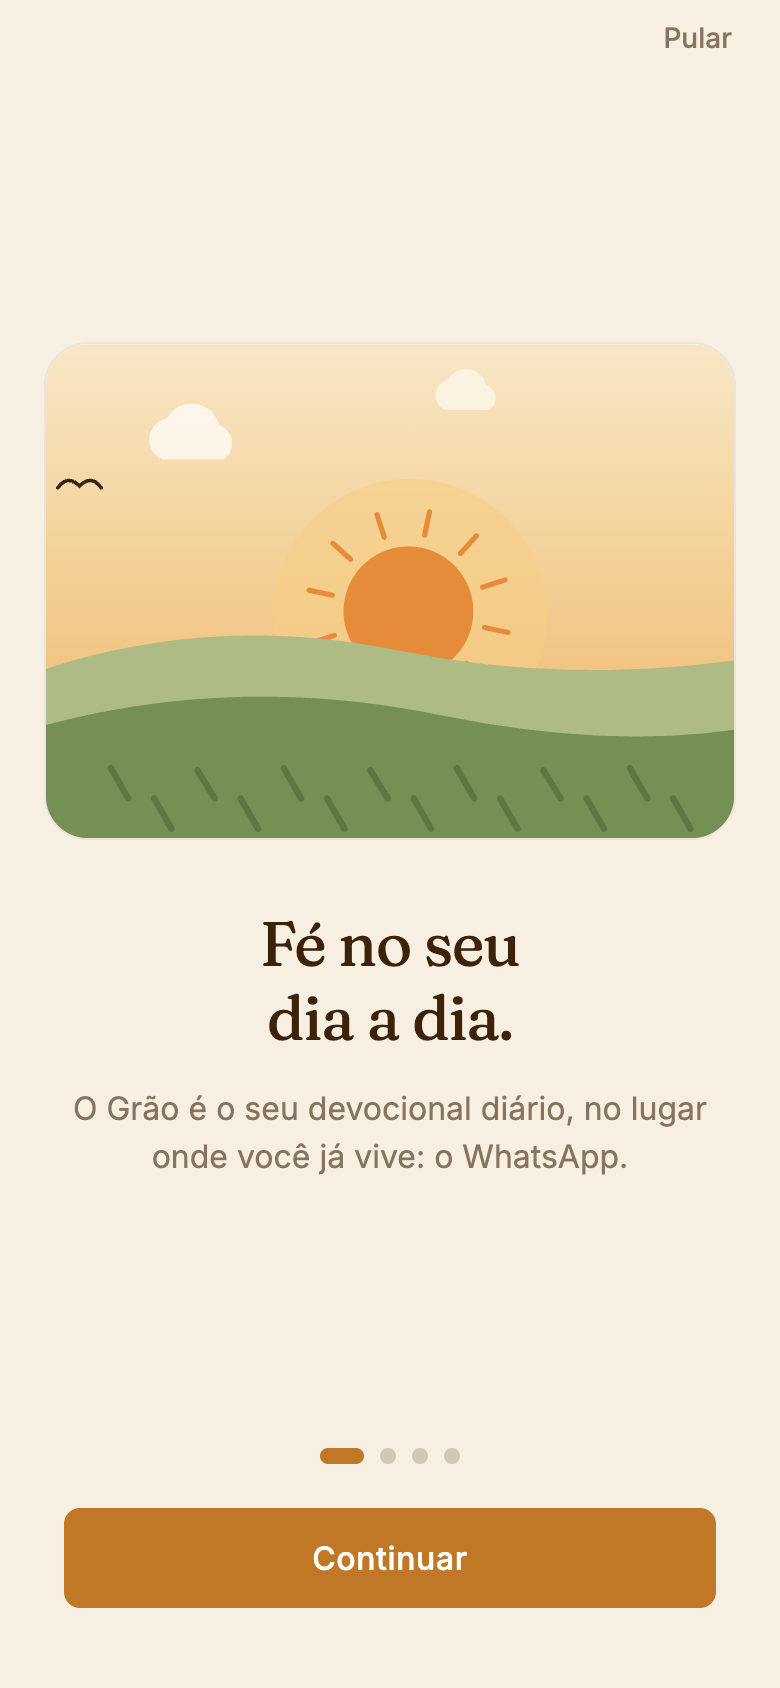 Pular
Fé no seu
dia a dia.
O Grão é o seu devocional diário, no lugar
onde você já vive: o WhatsApp.
Continuar